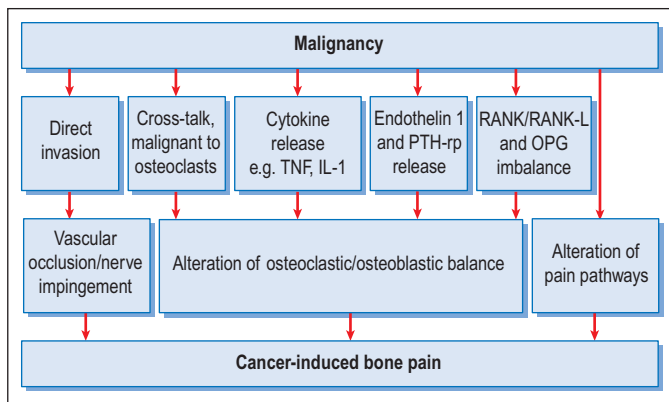 Malignancy
Direct
invasion
Cross-talk,
malignant to
osteoclasts
Cytokine
release
e.g. TNF, IL-1
Endothelin 1
and PTH-rp
release
RANK/RANK-L
and OPG
imbalance
Vascular
occlusion/nerve
impingement
Alteration of osteoclastic/osteoblastic balance
Alteration of
pain pathways
Cancer-induced bone pain